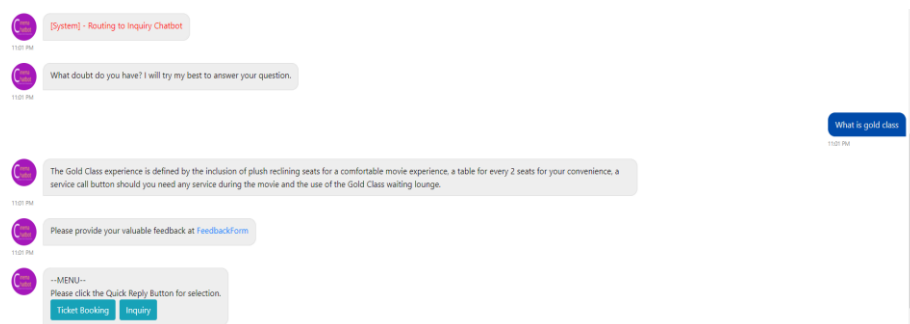 [System] - Routing to Inquiry Chatbot
11:01 PM
What doubt do you have? I will try my best to answer your question.
11:01 PM
What is gold class
11:01 PM
The Gold Class experience is defined by the inclusion of plush reclining seats for a comfortable movie experience, a table for every 2 seats for your convenience, a
service call button should you need any service during the movie and the use of the Gold Class waiting lounge.
11:01 PM
Please provide your valuable feedback at FeedbackForm
11:01 PM
--MENU--
Please click the Quick Reply Button for selection.
Ticket Booking Inquiry